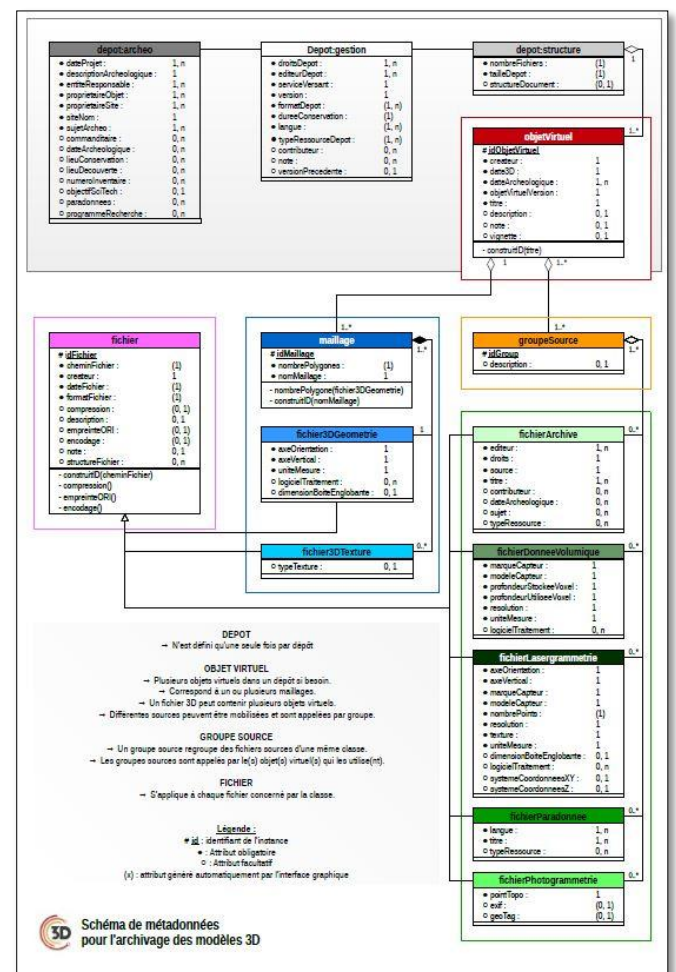 depot:archeo
● dateProjet : 1, n
● descriptionArcheologique : 1
● entiteResponsable : 1, n
● proprietaireObjet : 1, n
● proprietaireSite : 1, n
● siteNom : 1
● sujetArcheo : 1, n
○ commanditaire : 0, n
○ dateArcheologique : 0, n
○ lieuConservation : 0, n
○ lieuDecouverte : 0, n
○ numeroInventaire : 0, n
○ objectifSciTech : 0, 1
○ paradonnees : 0, n
○ programmeRecherche : 0, n
Depot:gestion
● droitsDepot : 1, n
● editeurDepot : 1, n
● serviceVersant : 1
● version : 1
● formatDepot : (1, n)
● dureeConservation : (1)
● langue : (1, n)
● typeRessourceDepot : (1, n)
○ contributeur : 0, n
○ note : 0, n
○ versionPrecedente : 0, 1
depot:structure
● nombreFichiers : (1)
● tailleDepot : (1)
○ structureDocument : (0, 1)
1
1..*
objetVirtuel
# idObjetVirtuel
● createur : 1
● date3D : 1
● dateArcheologique : 1, n
● objetVirtuelVersion : 1
● titre : 1
○ description : 0, 1
○ note : 0, 1
○ vignette : 0, 1
- construitID(titre)
1
1..*
1..*
1..*
fichier
# idFichier
● cheminFichier : (1)
● createur : 1
● dateFichier : (1)
● formatFichier : (1)
○ compression : (0, 1)
○ description : 0, 1
○ empreinteORI : (0, 1)
○ encodage : (0, 1)
○ note : 0, 1
○ structureFichier : 0, n
- construitID(cheminFichier)
- compression()
- empreinteORI()
- encodage()
maillage
1..*
# idMaillage
● nombrePolygones : (1)
● nomMaillage : 1
- nombrePolygone(fichier3DGeometrie)
- construitID(nomMaillage)
groupeSource
1..*
# idGroup
○ description : 0, 1
1
fichier3DGeometrie
● axeOrientation : 1
● axeVertical : 1
● uniteMesure : 1
○ logicielTraitement : 0, n
○ dimensionBoiteEnglobante : 0, 1
0..*
fichier3DTexture
○ typeTexture : 0, 1
0..*
fichierArchive
● editeur : 1, n
● droits :
● source : 1
● titre : 1, n
○ contributeur : 0, n
○ dateArcheologique : 0, n
○ sujet : 0, n
○ typeRessource : 0, n
0..*
fichierDonneeVolumique
● marqueCapteur : 1
● modeleCapteur : 1
● profondeurStockeeVoxel : 1
● profondeurUtiliseeVoxel : 1
● resolution : 1
● uniteMesure : 1
○ logicielTraitement : 0, n
0..*
fichierLasergrammetrie
● axeOrientation : 1
● axeVertical : 1
● marqueCapteur : 1
● modeleCapteur : 1
● nombrePoints : (1)
● resolution : 1
● texture : 1
● uniteMesure : 1
○ dimensionBoiteEnglobante : 0, 1
○ logicielTraitement : 0, n
○ systemeCoordonneesXY : 0, 1
○ systemeCoordonneesZ : 0, 1
0..*
fichierParadonnee
● langue : 1, n
● titre : 1, n
○ typeRessource : 0, n
0..*
fichierPhotogrammetrie
● pointTopo : 1
○ exif : (0, 1)
○ geoTag : (0, 1)
DEPOT
→ N'est défini qu'une seule fois par dépôt
OBJET VIRTUEL
→ Plusieurs objets virtuels dans un dépôt si besoin.
→ Correspond à un ou plusieurs maillages.
→ Un fichier 3D peut contenir plusieurs objets virtuels.
→ Différentes sources peuvent être mobilisées et sont appelées par groupe.
GROUPE SOURCE
→ Un groupe source regroupe des fichiers sources d'une même classe.
→ Les groupes sources sont appelés par le(s) objet(s) virtuel(s) qui les utilise(nt).
FICHIER
→ S'applique à chaque fichier concerné par la classe.
Légende :
# id : identifiant de l'instance
● : Attribut obligatoire
○ : Attribut facultatif
(x) : attribut généré automatiquement par l'interface graphique
3D
Schéma de métadonnées
pour l'archivage des modèles 3D